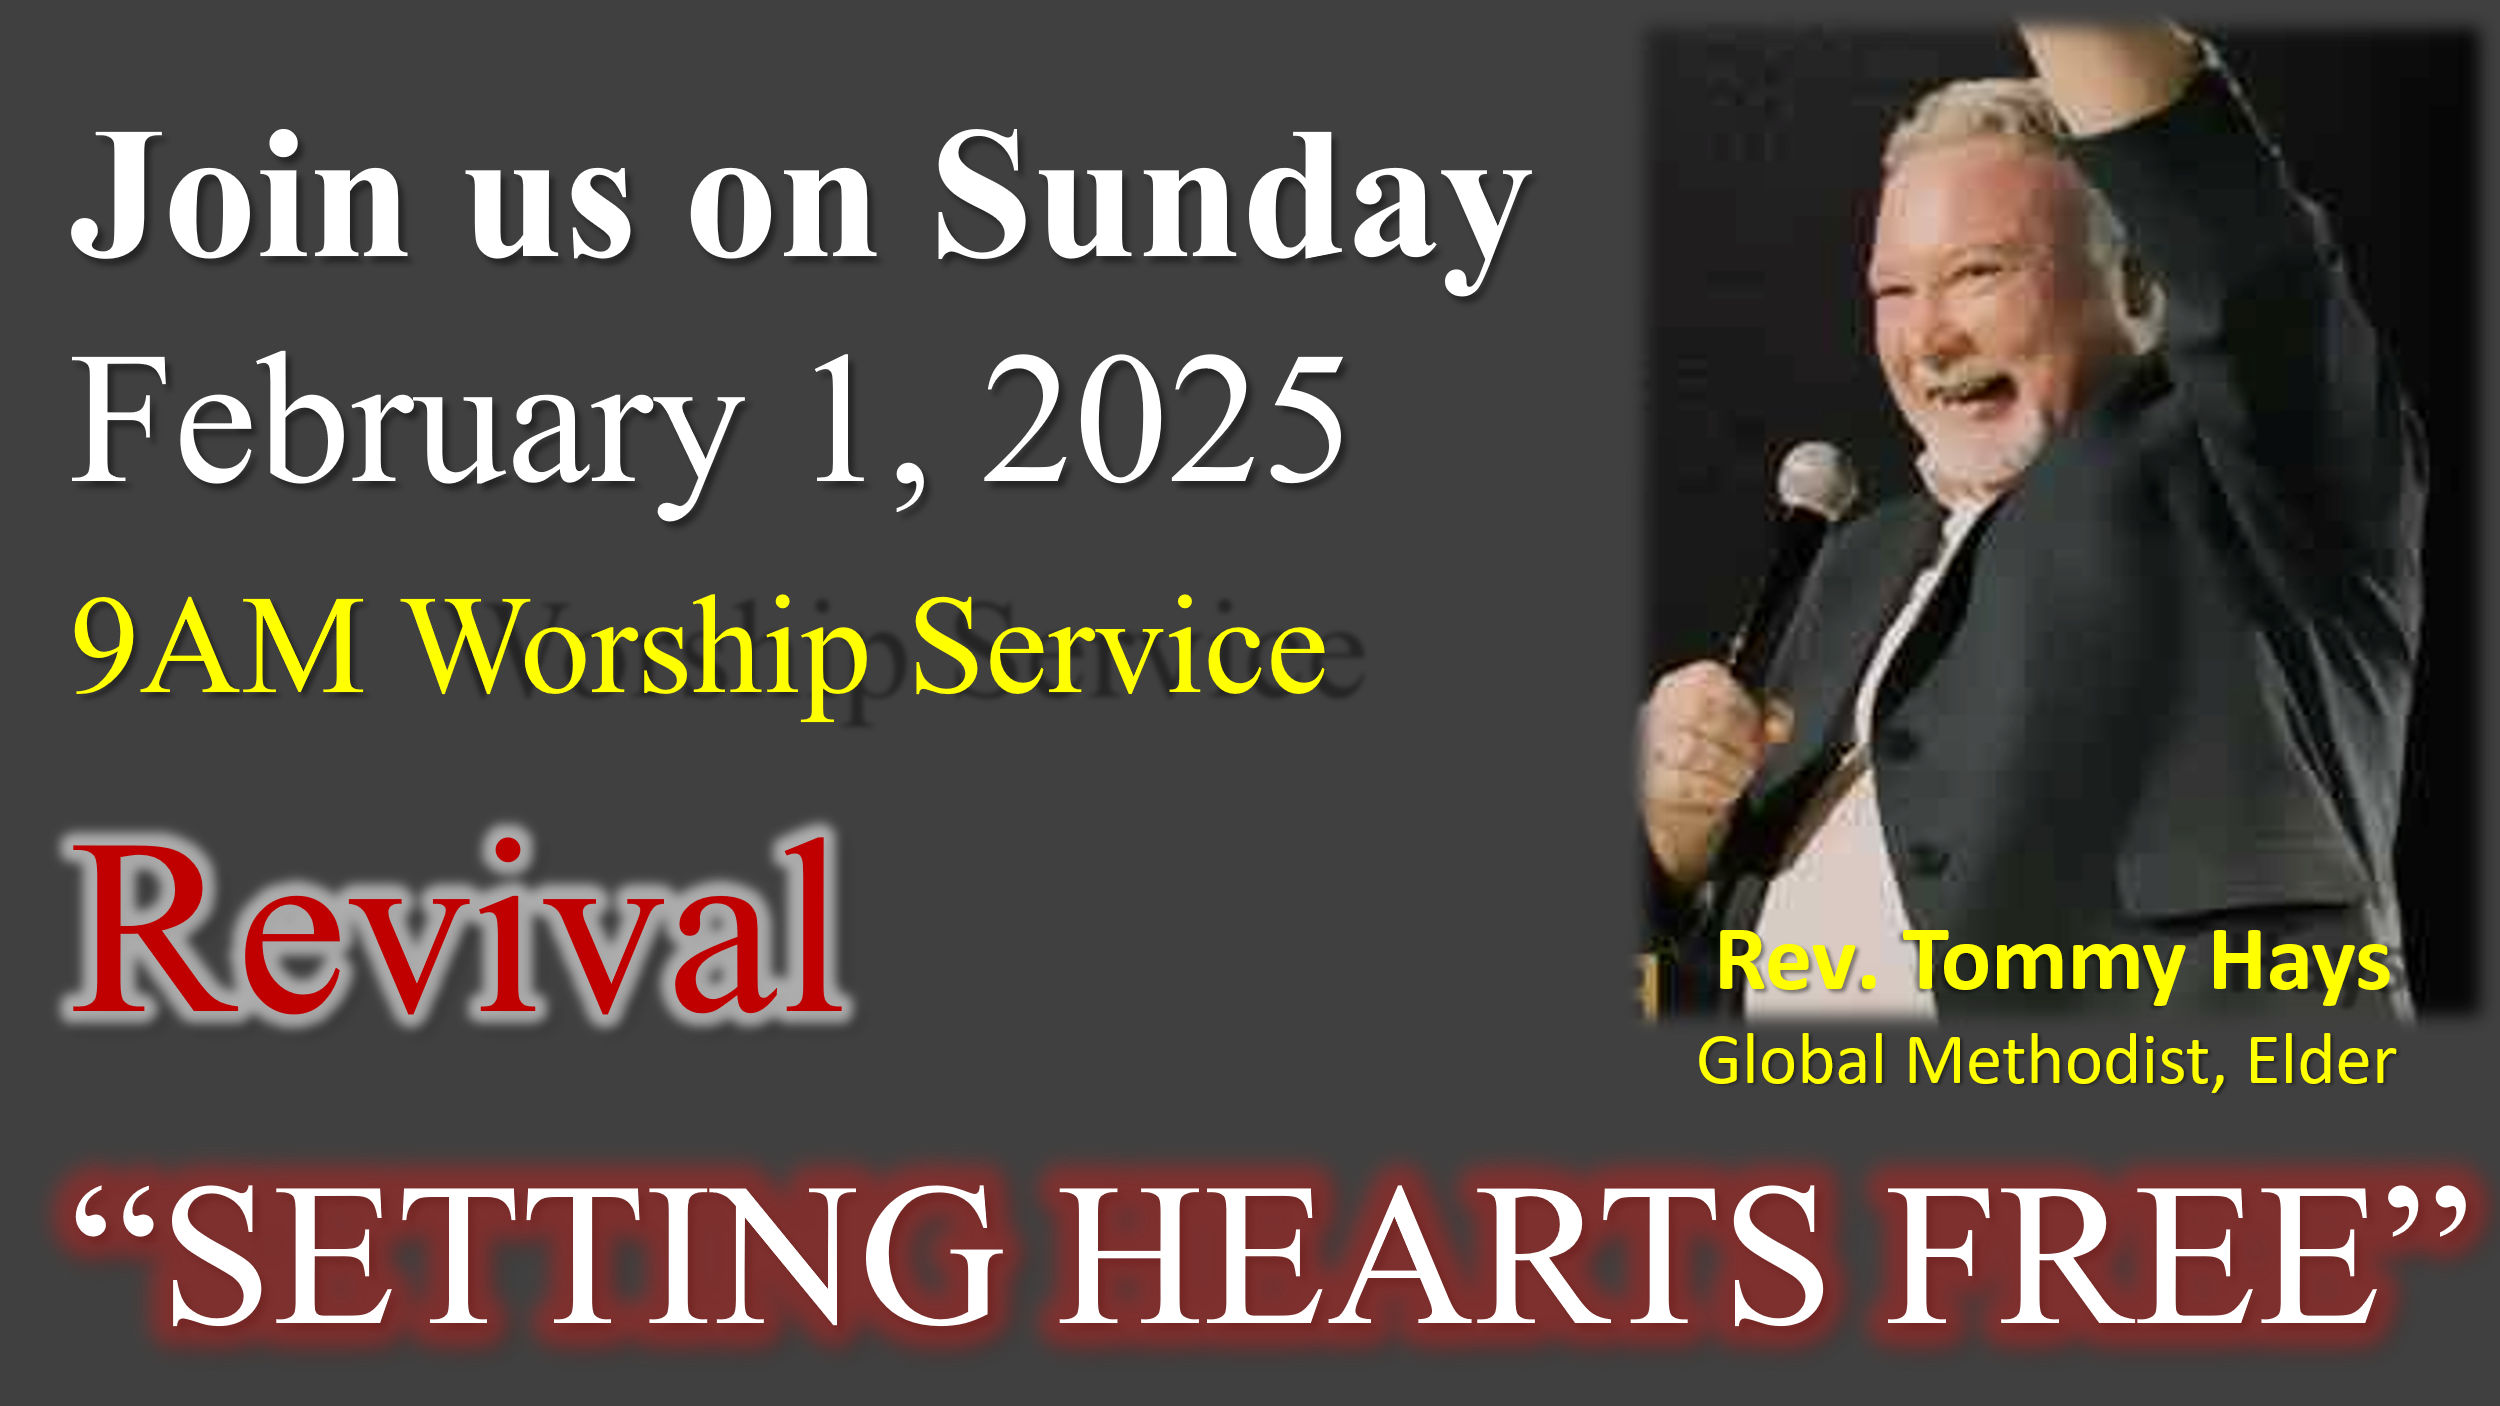 Join us on Sunday
February 1, 2025
9AM Worship Service
Revival
Rev. Tommy Hays
Global Methodist, Elder
“SETTING HEARTS FREE”